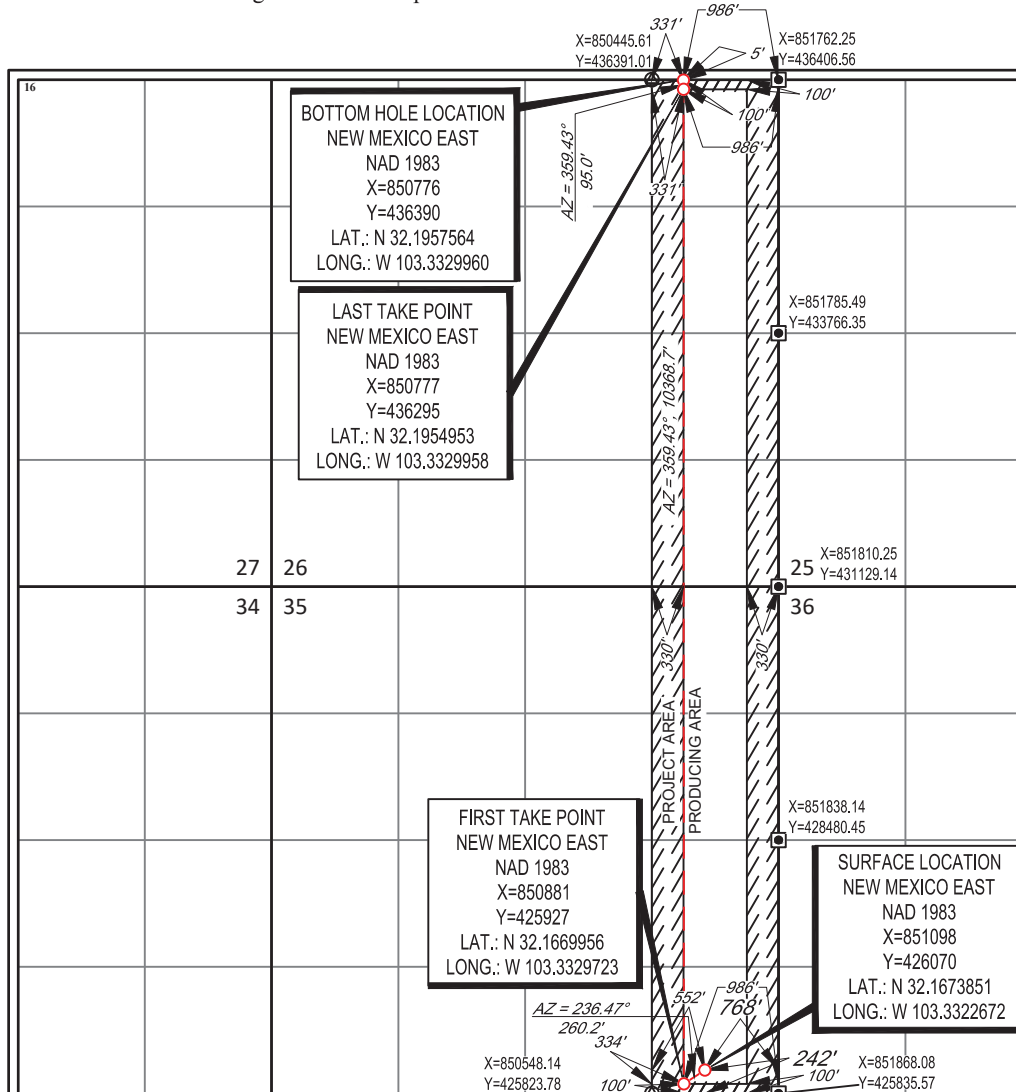 986'
331'
X=850445.61
Y=436391.01
X=851762.25
Y=436406.56
5'
16
100'
100'
BOTTOM HOLE LOCATION
NEW MEXICO EAST
NAD 1983
X=850776
Y=436390
LAT.: N 32.1957564
LONG.: W 103.3329960
AZ = 359.43°
95.0'
986'
331'
LAST TAKE POINT
NEW MEXICO EAST
NAD 1983
X=850777
Y=436295
LAT.: N 32.1954953
LONG.: W 103.3329958
X=851785.49
Y=433766.35
AZ = 359.43°, 10368.7'
27 26
25
X=851810.25
Y=431129.14
34 35
36
330'
330'
PROJECT AREA
PRODUCING AREA
X=851838.14
Y=428480.45
FIRST TAKE POINT
NEW MEXICO EAST
NAD 1983
X=850881
Y=425927
LAT.: N 32.1669956
LONG.: W 103.3329723
SURFACE LOCATION
NEW MEXICO EAST
NAD 1983
X=851098
Y=426070
LAT.: N 32.1673851
LONG.: W 103.3322672
AZ = 236.47°
260.2'
552'
986'
768'
334'
242'
X=850548.14
Y=425823.78
100'
100'
X=851868.08
Y=425835.57